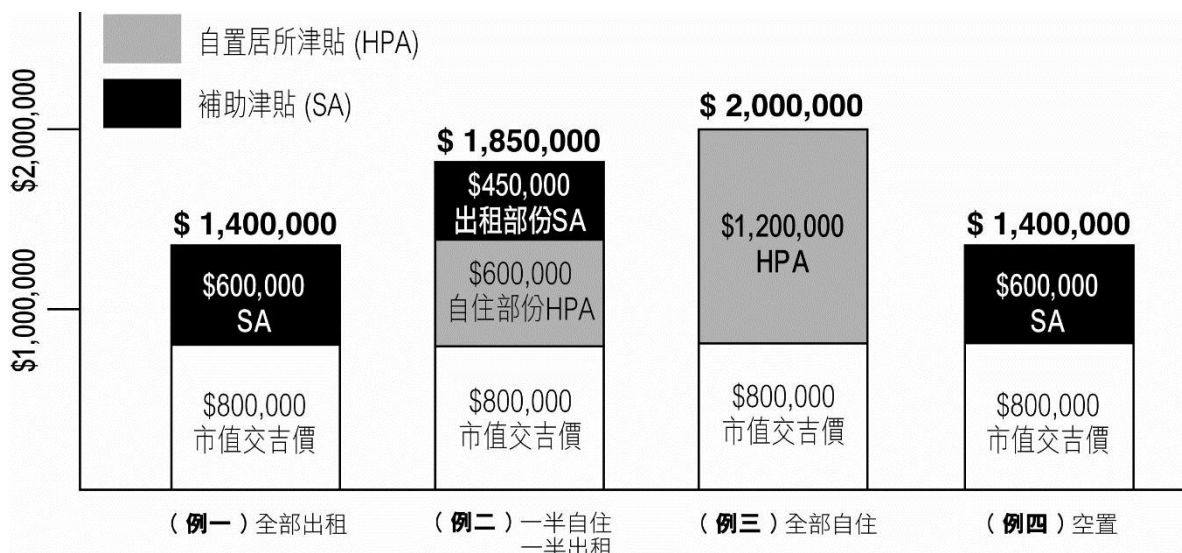 自置居所津貼 (HPA)
補助津貼 (SA)
$2,000,000
$1,000,000
$ 1,400,000
$600,000
SA
$800,000
市值交吉價
(例一) 全部出租
$ 1,850,000
$450,000
出租部份SA
$600,000
自住部份HPA
$800,000
市值交吉價
(例二) 一半自住
一半出租
$ 2,000,000
$1,200,000
HPA
$800,000
市值交吉價
(例三) 全部自住
$ 1,400,000
$600,000
SA
$800,000
市值交吉價
(例四) 空置